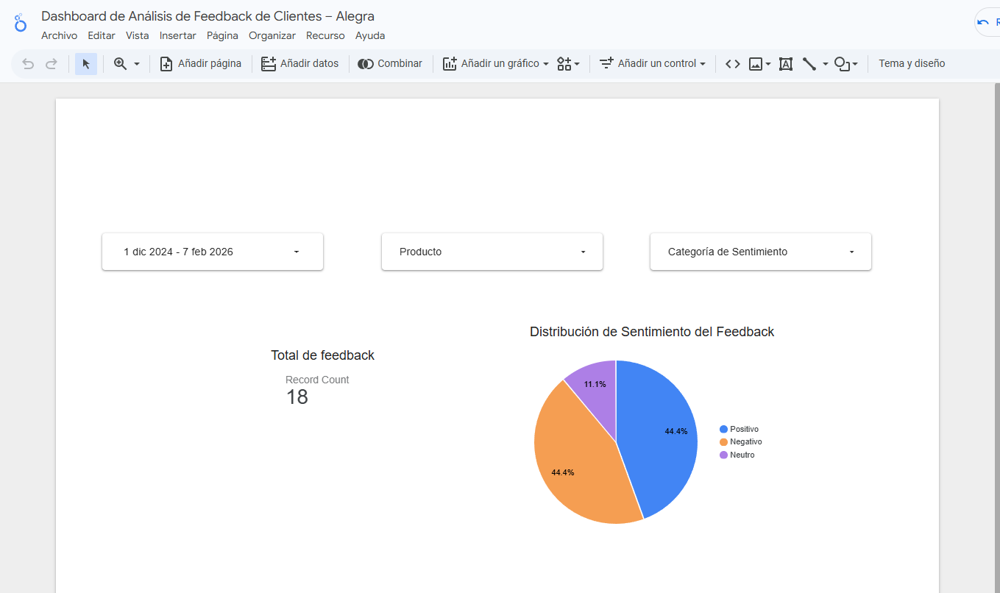 Dashboard de Análisis de Feedback de Clientes – Alegra
Archivo Editar Vista Insertar Página Organizar Recurso Ayuda
Añadir página Añadir datos Combinar Añadir un gráfico Añadir un control Tema y diseño
1 dic 2024 - 7 feb 2026
Producto
Categoría de Sentimiento
Distribución de Sentimiento del Feedback
Total de feedback
Record Count
18
11.1%
44.4%
44.4%
Positivo
Negativo
Neutro